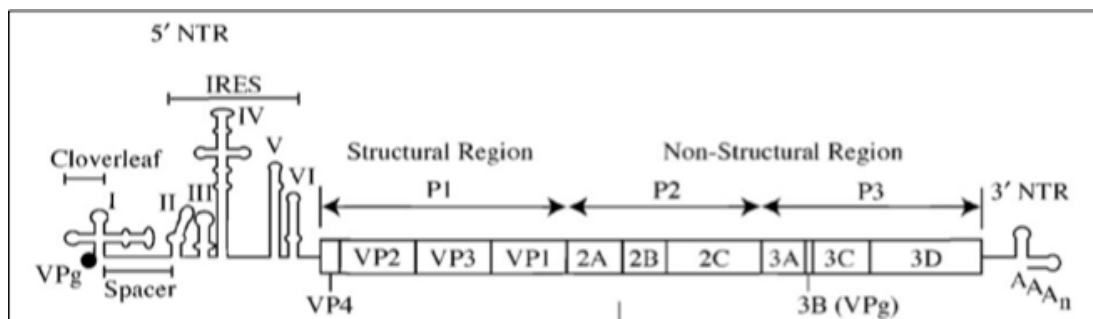 5′ NTR
IRES
IV
Cloverleaf
V
Structural Region
Non-Structural Region
I
II
III
VI
P1
P2
P3
3′ NTR
VPg
VP2
VP3
VP1
2A
2B
2C
3A
3C
3D
Spacer
VP4
3B (VPg)
AAAn